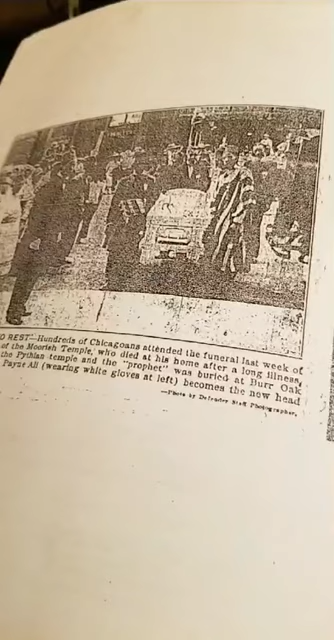 O REST—Hundreds of Chicagoans attended the funeral last week of
of the Moorish Temple, who died at his home after a long illness.
the Pythian temple and the "prophet" was buried at Burr Oak
Payne Ali (wearing white gloves at left) becomes the new head
—Photo by Defender Staff Photographer.